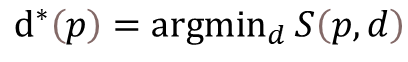 d*(p) = argmin_d S(p, d)